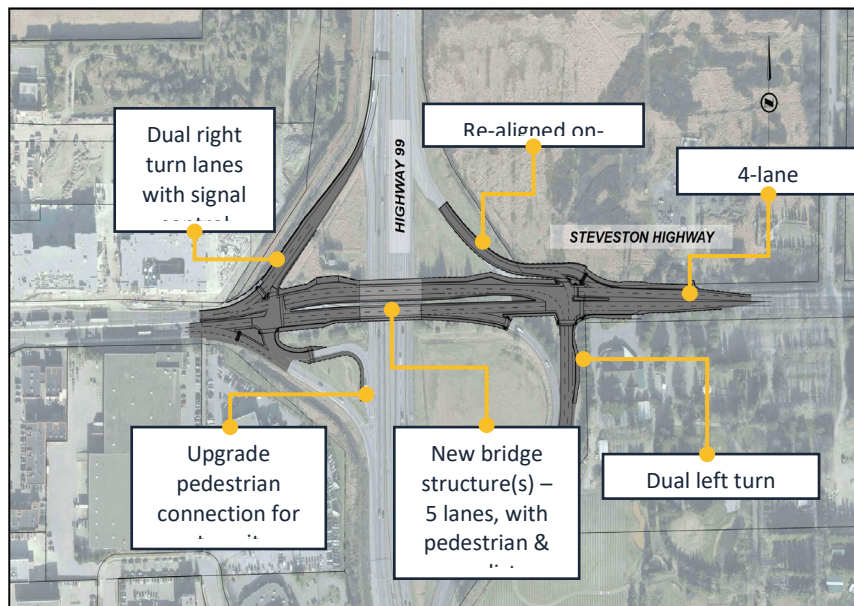 Dual right
turn lanes
with signal
control
HIGHWAY 99
Re-aligned on-
4-lane
STEVESTON HIGHWAY
Upgrade
pedestrian
connection for
New bridge
structure(s) –
5 lanes, with
pedestrian &
Dual left turn